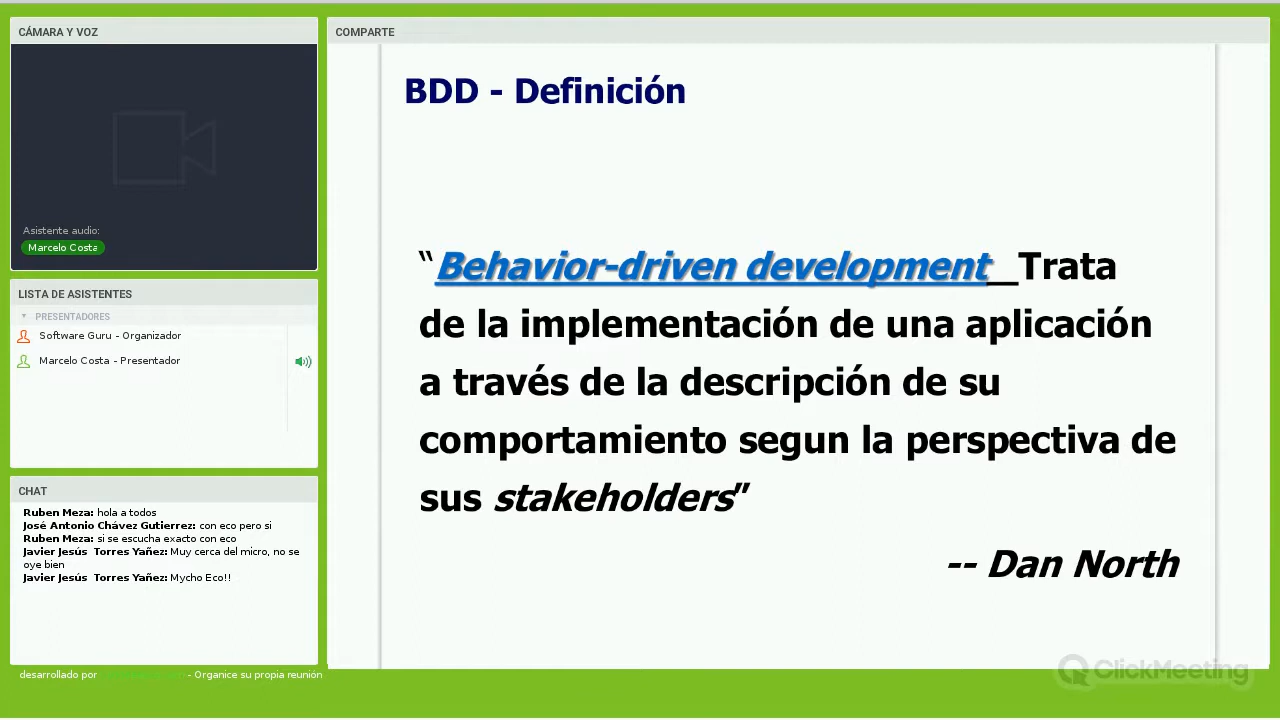 CÁMARA Y VOZ
Asistente audio:
Marcelo Costa
LISTA DE ASISTENTES
PRESENTADORES
Software Guru - Organizador
Marcelo Costa - Presentador
CHAT
Ruben Meza: hola a todos
José Antonio Chávez Gutierrez: con eco pero si
Ruben Meza: si se escucha exacto con eco
Javier Jesús Torres Yañez: Muy cerca del micro, no se
oye bien
Javier Jesús Torres Yañez: Mycho Eco!!
desarrollado por - Organice su propia reunión
COMPARTE
BDD - Definición
“Behavior-driven development Trata
de la implementación de una aplicación
a través de la descripción de su
comportamiento segun la perspectiva de
sus stakeholders”
-- Dan North
ClickMeeting